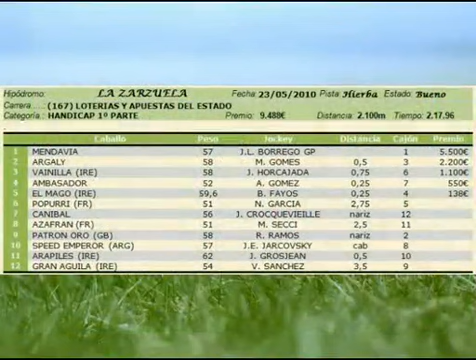 Hipódromo: LA ZARZUELA Fecha 23/05/2010 Pista Hierba Estado Bueno
Carrera....: (167) LOTERIAS Y APUESTAS DEL ESTADO
Categoría.: HANDICAP 1º PARTE Premio: 9.488€ Distancia: 2.100m Tiempo: 2.17.96
Caballo Peso Jockey Distancia Cajón Premio
1 MENDAVIA 57 J.L. BORREGO GP 1 5.500€
2 ARGALY 58 M. GOMES 0,5 3 2.200€
3 VAINILLA (IRE) 58 J. HORCAJADA 0,75 6 1.100€
4 AMBASADOR 52 A. GOMEZ 0,25 7 550€
5 EL MAGO (IRE) 59,6 B. FAYOS 0,25 4 138€
6 POPURRI (FR) 51 N. GARCIA 2,75 5
7 CANIBAL 56 J. CROCQUEVIEILLE nariz 12
8 AZAFRAN (FR) 51 M. SECCI 2,5 11
9 PATRON ORO (GB) 58 R. RAMOS nariz 2
10 SPEED EMPEROR (ARG) 57 J.E. JARCOVSKY cab 8
11 ARAPILES (IRE) 62 J. GROSJEAN 0,5 10
12 GRAN AGUILA (IRE) 54 V. SANCHEZ 3,5 9